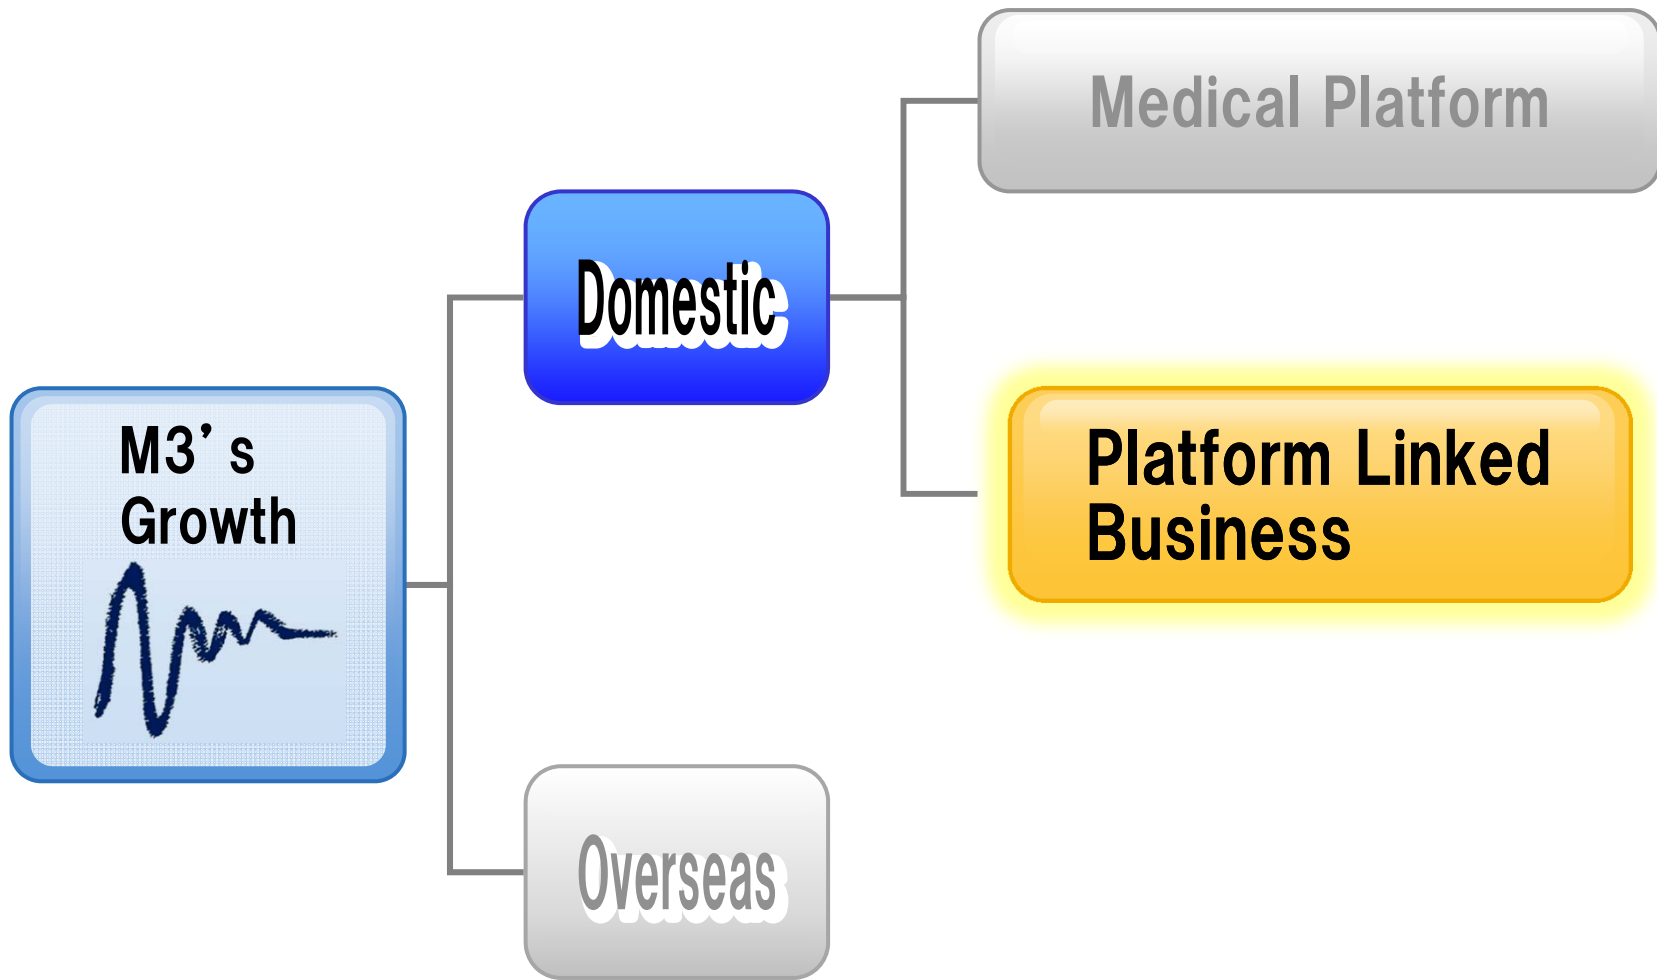 Medical Platform
Domestic
M3’s
Growth
Platform Linked
Business
Overseas